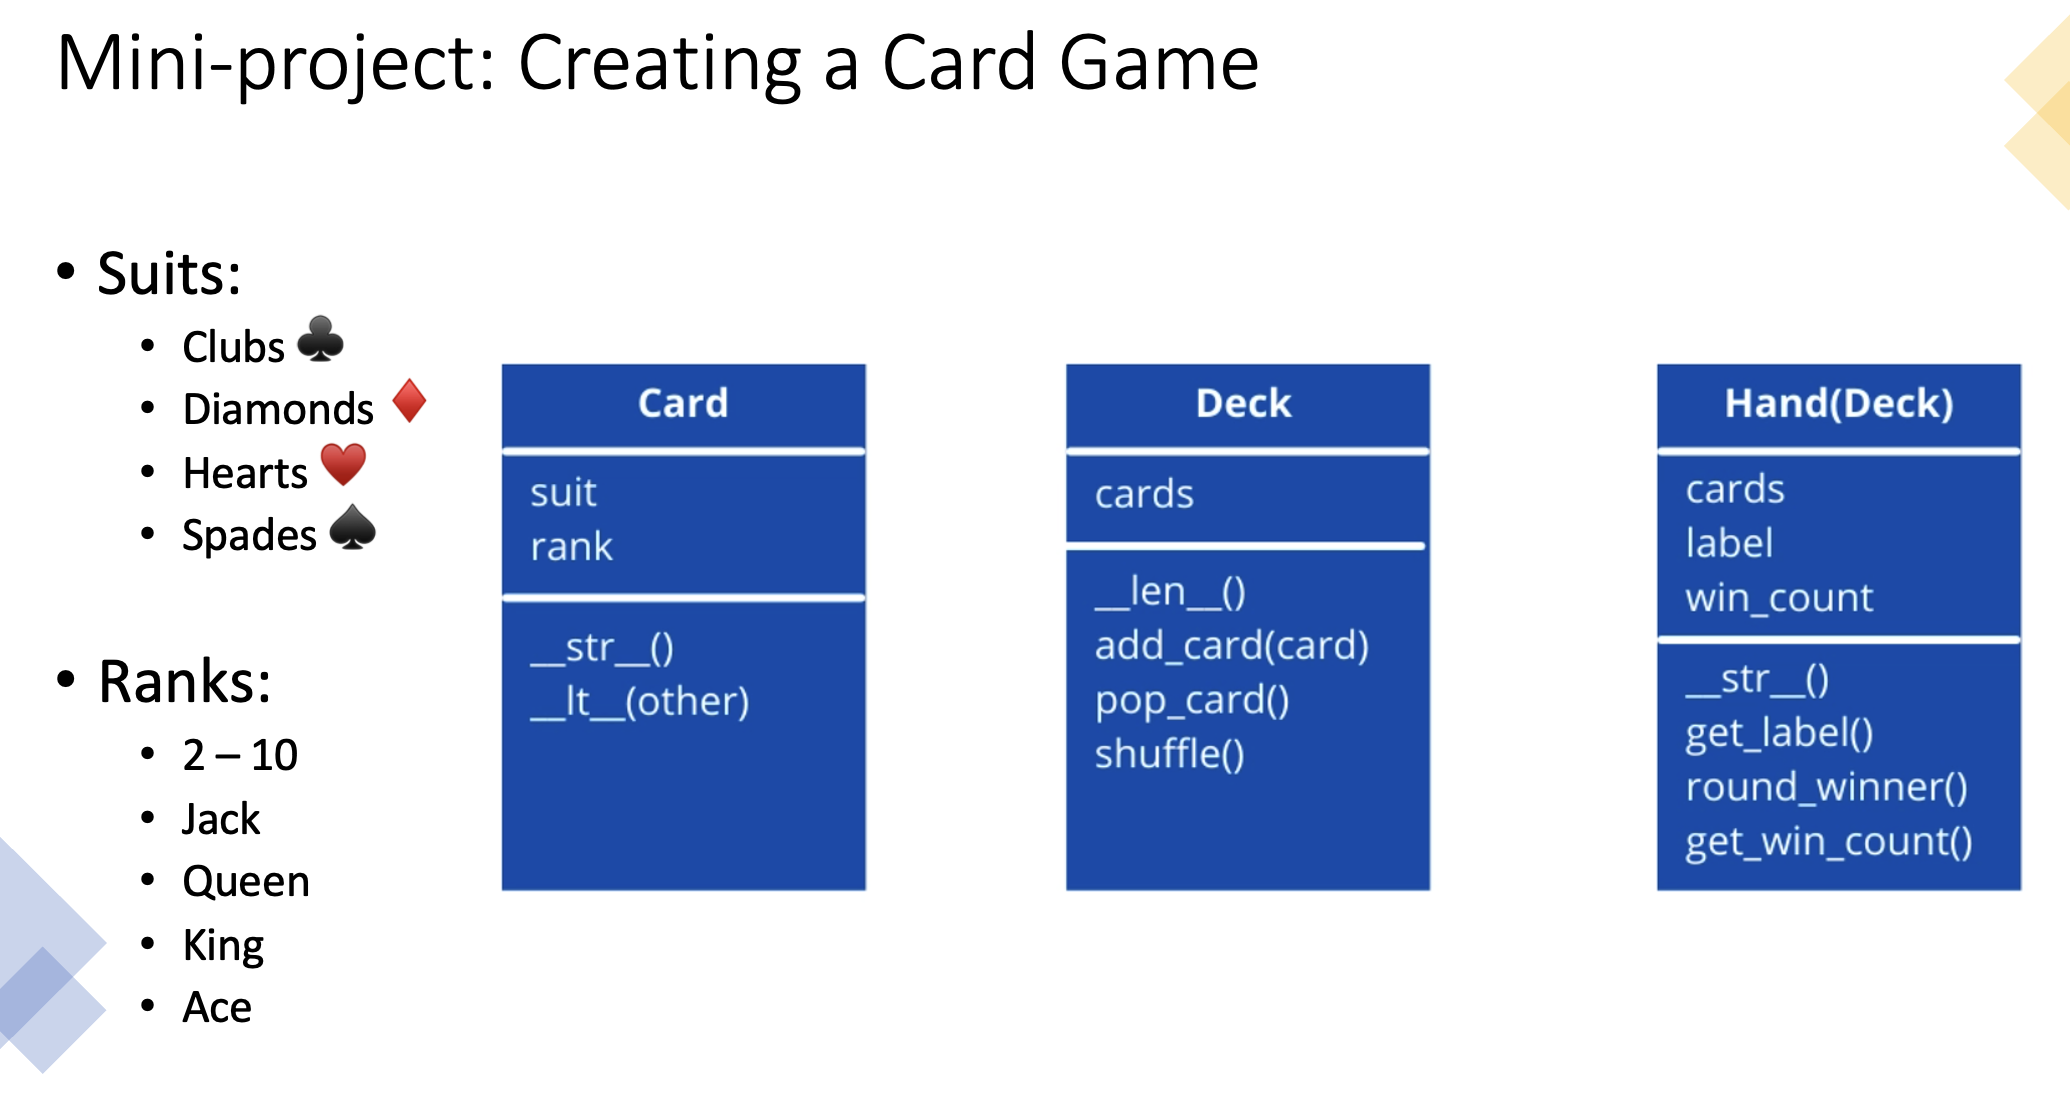 Mini-project: Creating a Card Game
• Suits:
• Clubs ♣
• Diamonds ♦
• Hearts ♥
• Spades ♠
• Ranks:
• 2 – 10
• Jack
• Queen
• King
• Ace
Card
suit
rank
__str__()
__lt__(other)
Deck
cards
__len__()
add_card(card)
pop_card()
shuffle()
Hand(Deck)
cards
label
win_count
__str__()
get_label()
round_winner()
get_win_count()